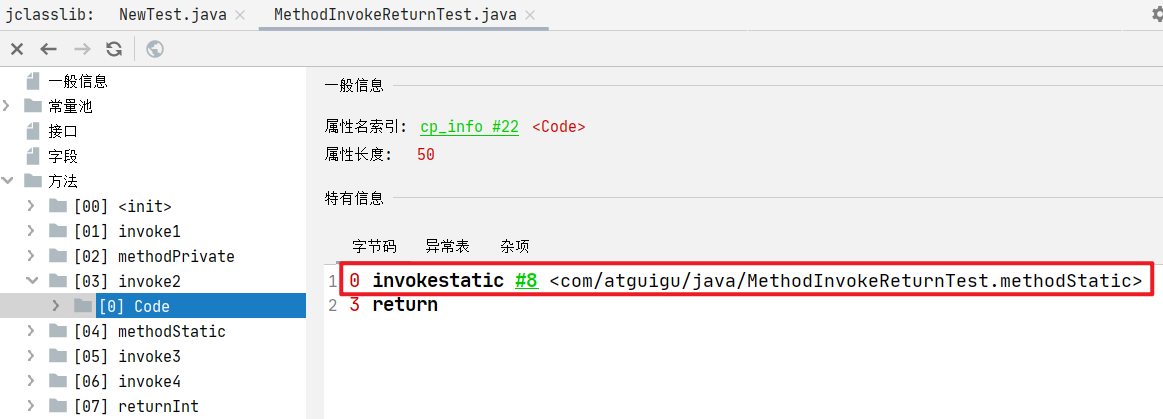 jclasslib: NewTest.java MethodInvokeReturnTest.java
一般信息
常量池
接口
字段
方法
[00] <init>
[01] invoke1
[02] methodPrivate
[03] invoke2
[0] Code
[04] methodStatic
[05] invoke3
[06] invoke4
[07] returnInt
一般信息
属性名索引: cp_info #22 <Code>
属性长度: 50
特有信息
字节码 异常表 杂项
1 0 invokestatic #8 <com/atguigu/java/MethodInvokeReturnTest.methodStatic>
2 3 return